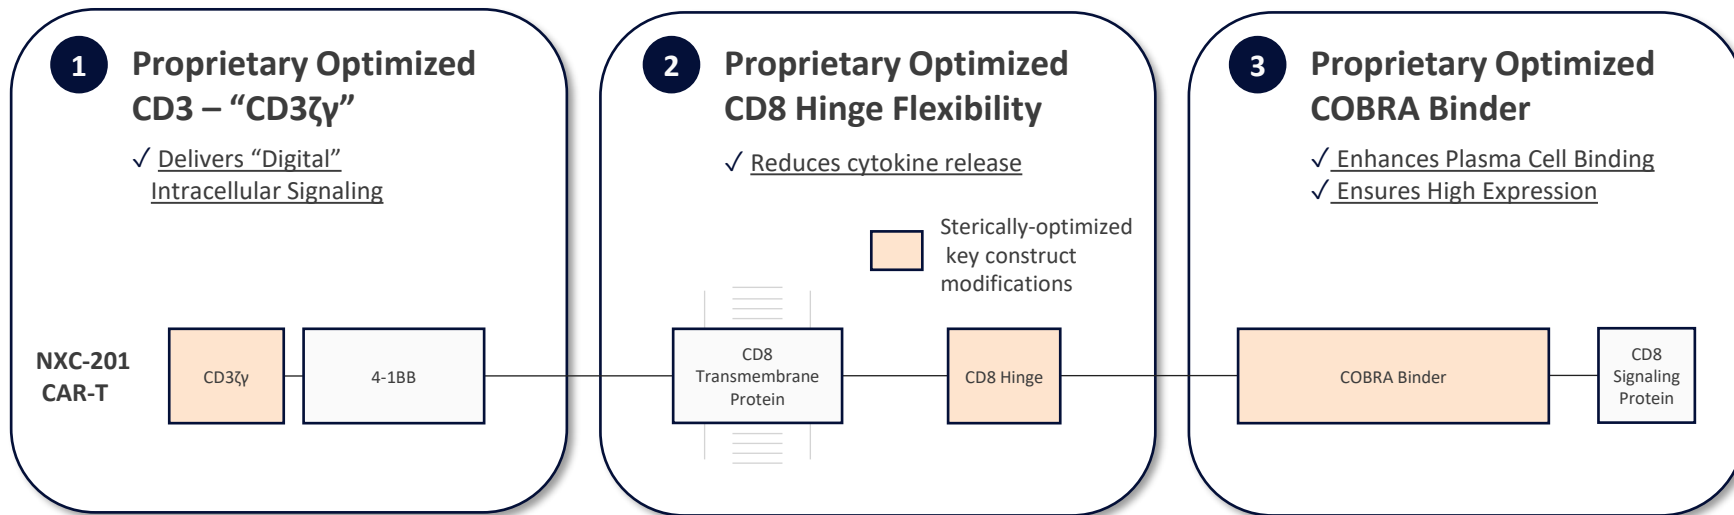 1
Proprietary Optimized
CD3 – “CD3ζγ”
✓ Delivers “Digital”
Intracellular Signaling
2
Proprietary Optimized
CD8 Hinge Flexibility
✓ Reduces cytokine release
3
Proprietary Optimized
COBRA Binder
✓ Enhances Plasma Cell Binding
✓ Ensures High Expression
Sterically-optimized
key construct
modifications
NXC-201
CAR-T
CD3ζγ
4-1BB
CD8
Transmembrane
Protein
CD8 Hinge
COBRA Binder
CD8
Signaling
Protein